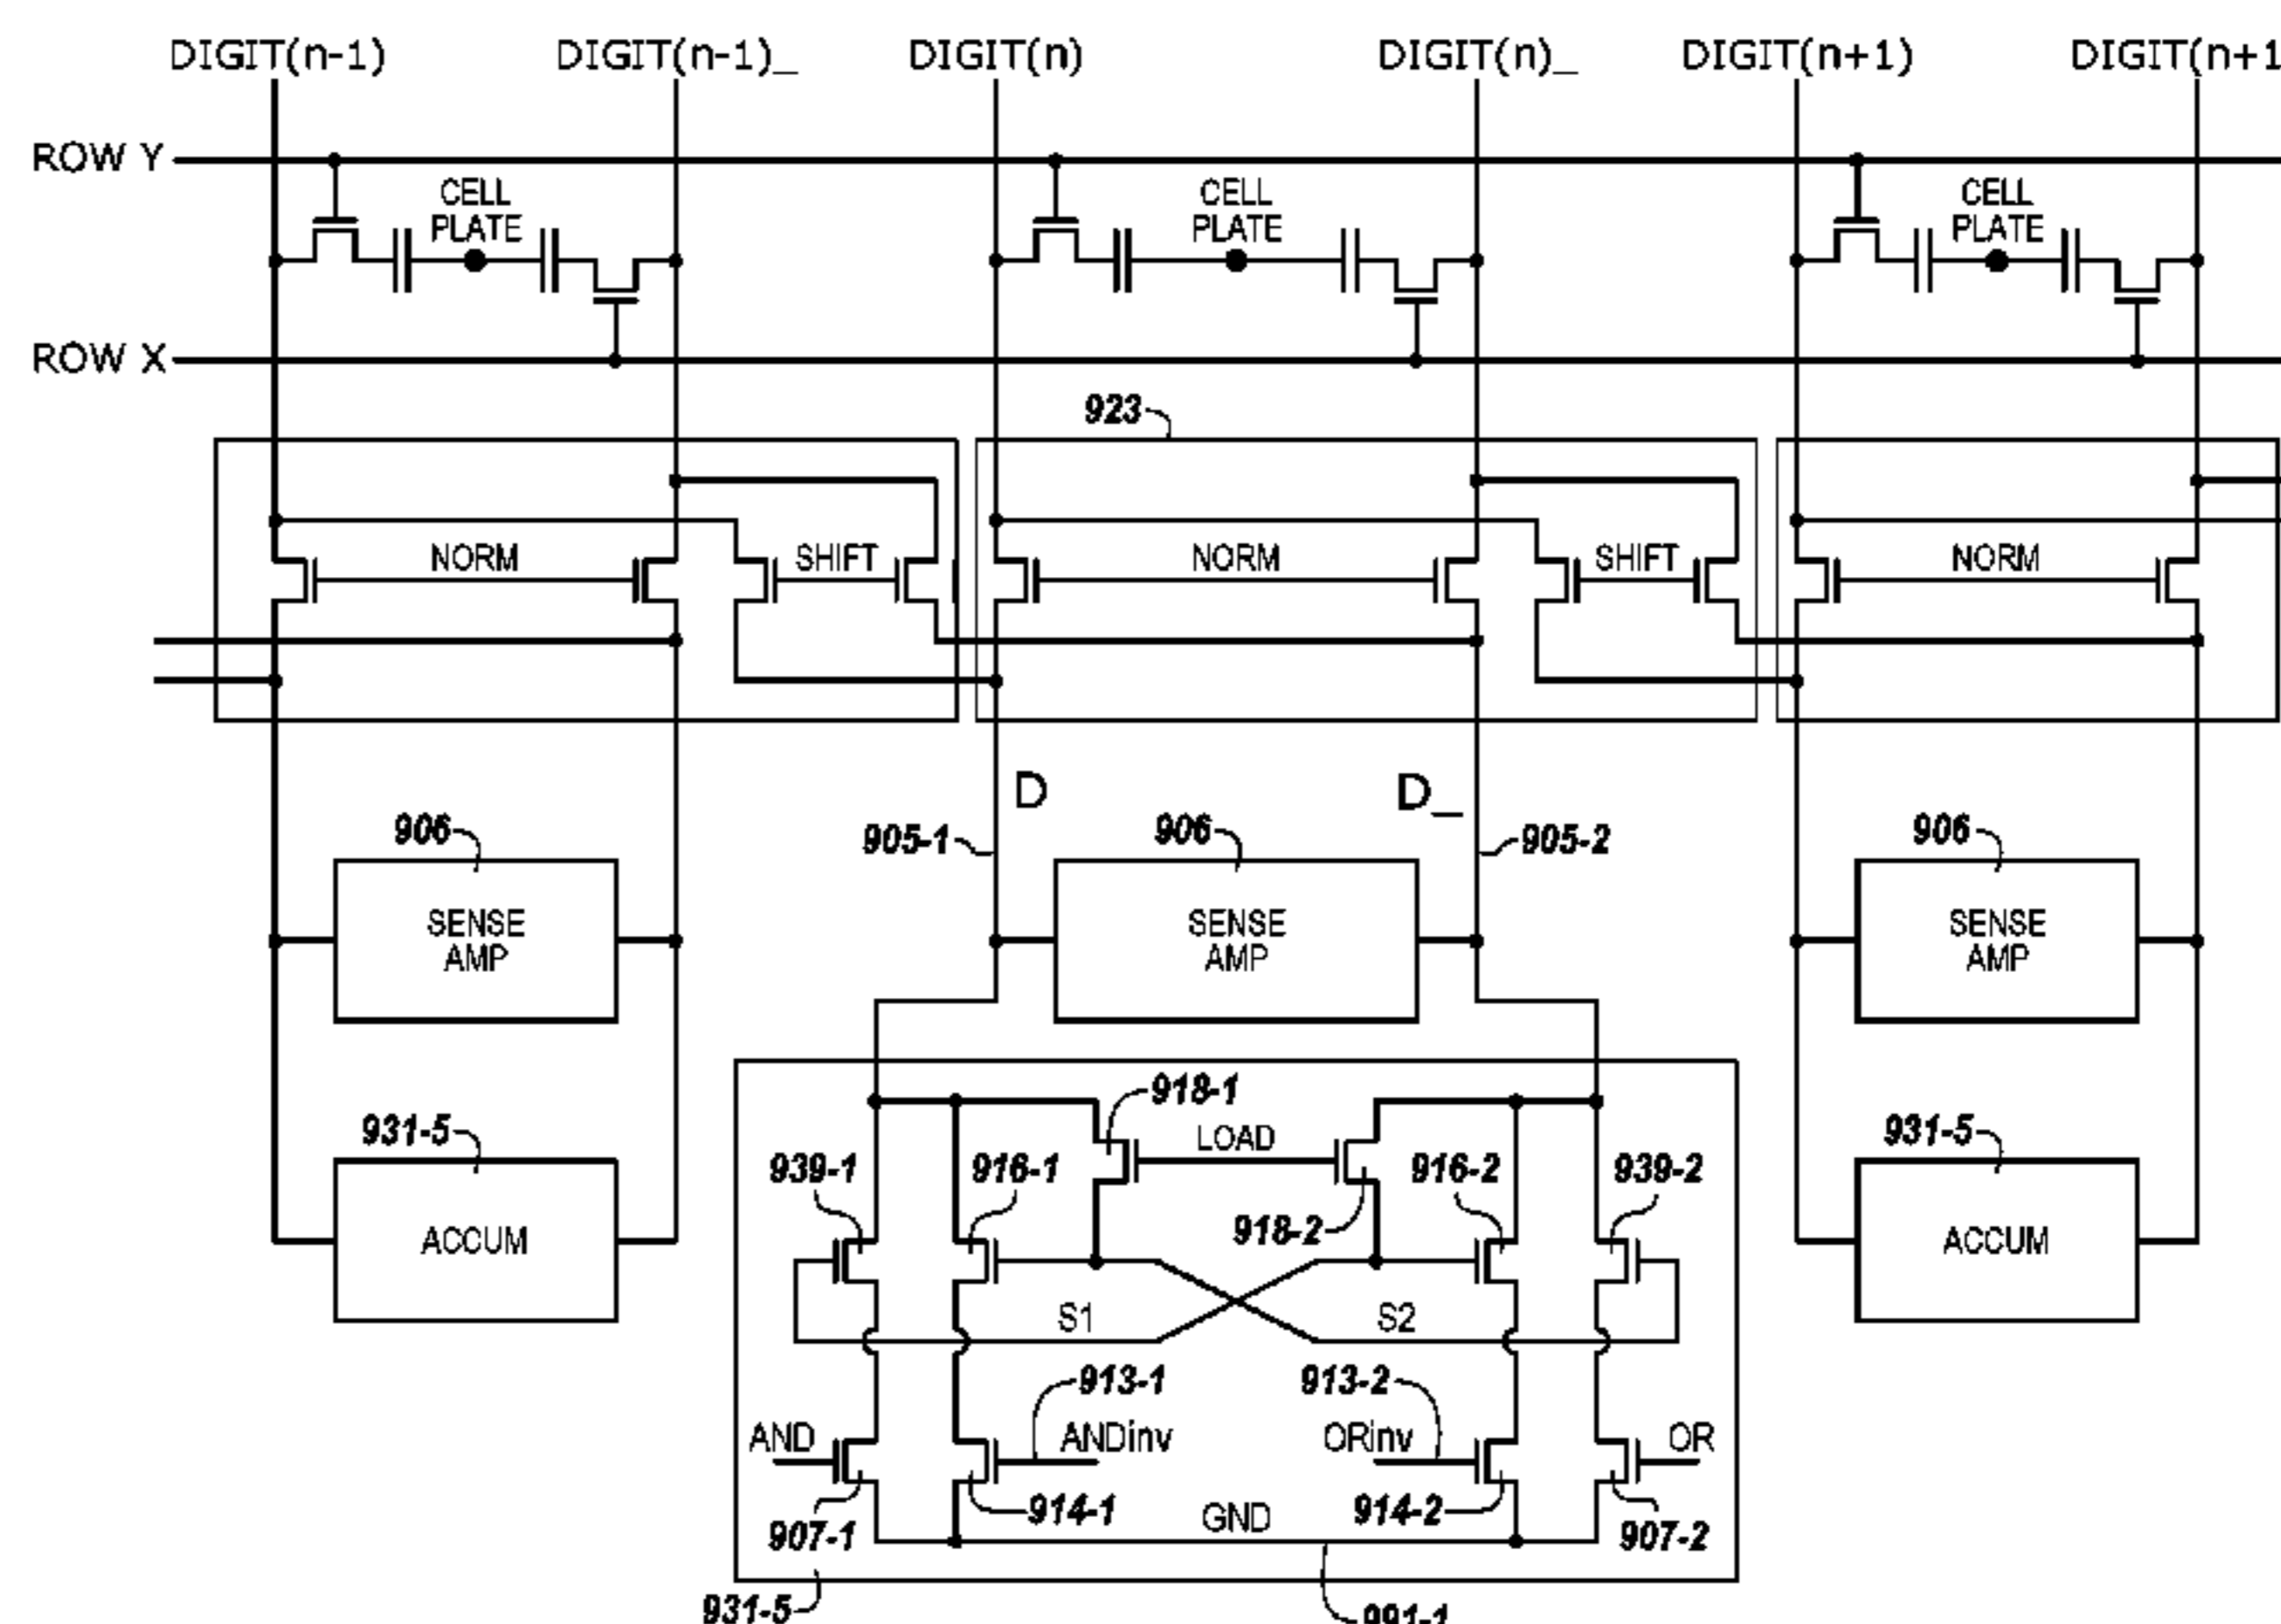 DIGIT(n-1) DIGIT(n-1)_ DIGIT(n) DIGIT(n)_ DIGIT(n+1) DIGIT(n+1
ROW Y
CELL PLATE
CELL PLATE
CELL PLATE
ROW X
923
NORM SHIFT NORM SHIFT NORM
D D_
905-1 905-2
906 906 906
SENSE AMP
SENSE AMP
SENSE AMP
931-5 931-5
ACCUM ACCUM
918-1
LOAD
939-1 916-1 916-2 939-2
918-2
S1 S2
913-1 913-2
AND ANDinv ORinv OR
907-1 914-1 GND 914-2 907-2
931-5 991-1